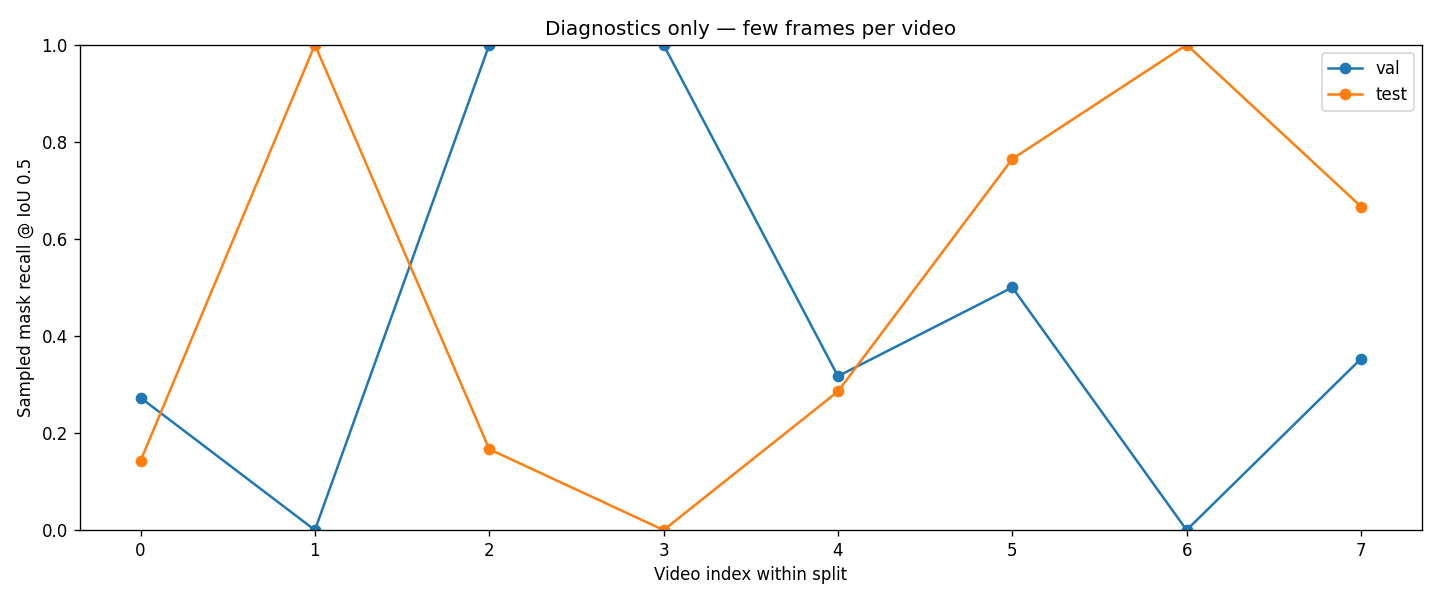 Diagnostics only — few frames per video
Sampled mask recall @ IoU 0.5
1.0
0.8
0.6
0.4
0.2
0.0
0 1 2 3 4 5 6 7
Video index within split
val
test